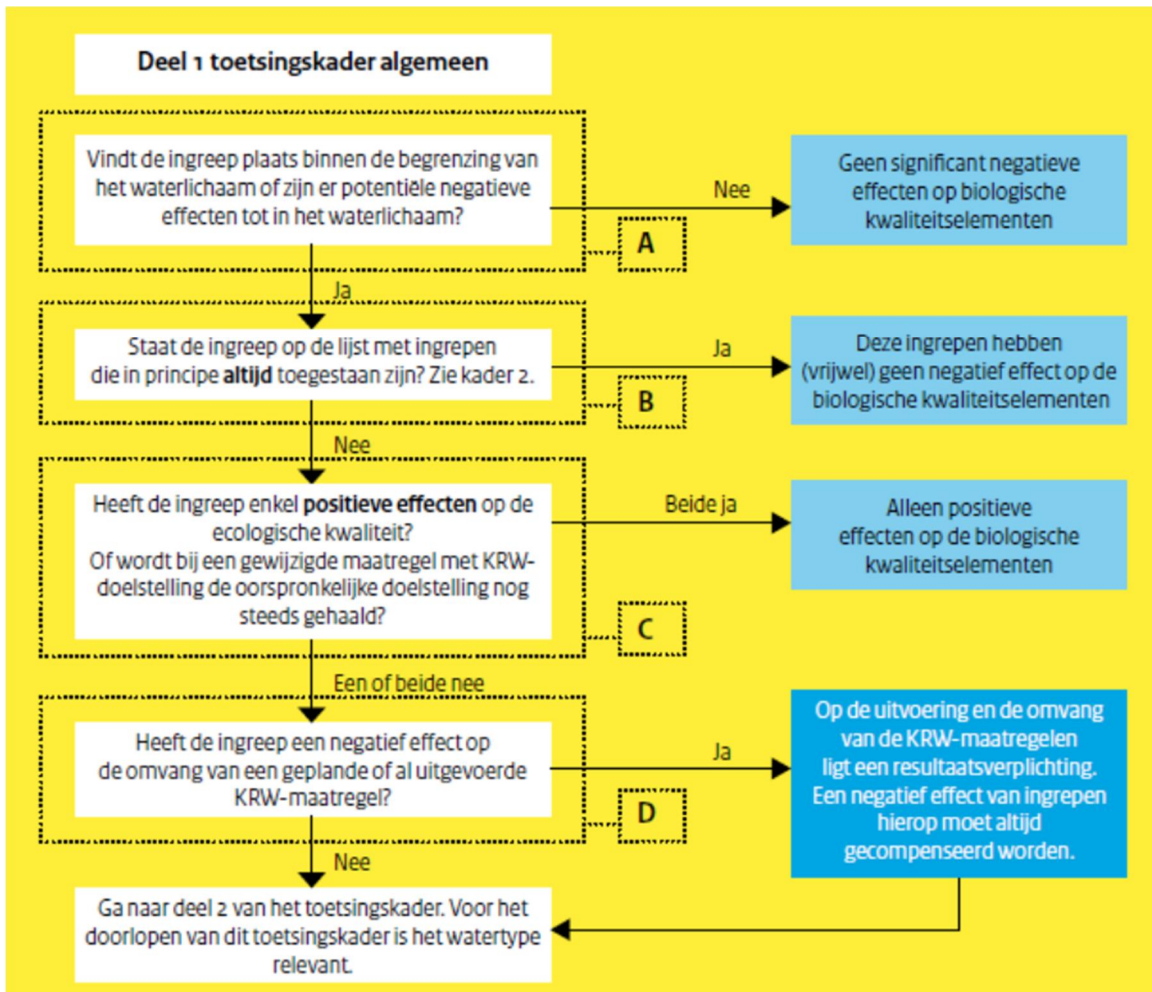 Deel 1 toetsingskader algemeen
Vindt de ingreep plaats binnen de begrenzing van
het waterlichaam of zijn er potentiële negatieve
effecten tot in het waterlichaam?
Nee
Geen significant negatieve
effecten op biologische
kwaliteitselementen
A
Ja
Staat de ingreep op de lijst met ingrepen
die in principe altijd toegestaan zijn? Zie kader 2.
Ja
Deze ingrepen hebben
(vrijwel) geen negatief effect op de
biologische kwaliteitselementen
B
Nee
Heeft de ingreep enkel positieve effecten op de
ecologische kwaliteit?
Of wordt bij een gewijzigde maatregel met KRW-
doelstelling de oorspronkelijke doelstelling nog
steeds gehaald?
Beide ja
Alleen positieve
effecten op de biologische
kwaliteitselementen
C
Een of beide nee
Heeft de ingreep een negatief effect op
de omvang van een geplande of al uitgevoerde
KRW-maatregel?
Ja
Op de uitvoering en de omvang
van de KRW-maatregelen
ligt een resultaatsverplichting.
Een negatief effect van ingrepen
hierop moet altijd
gecompenseerd worden.
D
Nee
Ga naar deel 2 van het toetsingskader. Voor het
doorlopen van dit toetsingskader is het watertype
relevant.